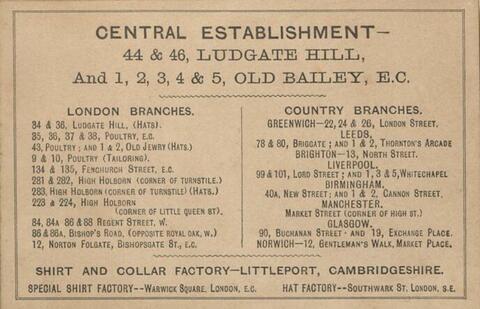 CENTRAL ESTABLISHMENT—
44 & 46, LUDGATE HILL,
And 1, 2, 3, 4 & 5, OLD BAILEY, E.C.
LONDON BRANCHES.
34 & 36, LUDGATE HILL, (HATS).
35, 36, 37 & 38, POULTRY, E.C.
43, POULTRY; AND 1 & 2, OLD JEWRY (HATS.)
9 & 10, POULTRY (TAILORING).
134 & 135, FENCHURCH STREET, E.C.
281 & 282, HIGH HOLBORN (CORNER OF TURNSTILE.)
283, HIGH HOLBORN (CORNER OF TURNSTILE) (HATS.)
223 & 224, HIGH HOLBORN
(CORNER OF LITTLE QUEEN ST).
84, 84A 86 & 88 REGENT STREET, W.
86 & 86A, BISHOP'S ROAD, (OPPOSITE ROYAL OAK, W.)
12, NORTON FOLGATE, BISHOPSGATE ST., E.C.
COUNTRY BRANCHES.
GREENWICH—22, 24 & 26, LONDON STREET.
LEEDS,
78 & 80, BRIGGATE; AND 1 & 2, THORNTON'S ARCADE
BRIGHTON—13, NORTH STREET.
LIVERPOOL.
99 & 101, LORD STREET; AND 1, 3 & 5, WHITECHAPEL
BIRMINGHAM.
40A, NEW STREET; AND 1 & 2, CANNON STREET.
MANCHESTER.
MARKET STREET (CORNER OF HIGH ST.)
GLASGOW.
90, BUCHANAN STREET · AND 19, EXCHANGE PLACE.
NORWICH—12, GENTLEMAN'S WALK, MARKET PLACE.
SHIRT AND COLLAR FACTORY—LITTLEPORT, CAMBRIDGESHIRE.
SPECIAL SHIRT FACTORY—WARWICK SQUARE, LONDON, E.C. HAT FACTORY—SOUTHWARK ST, LONDON, S.E.